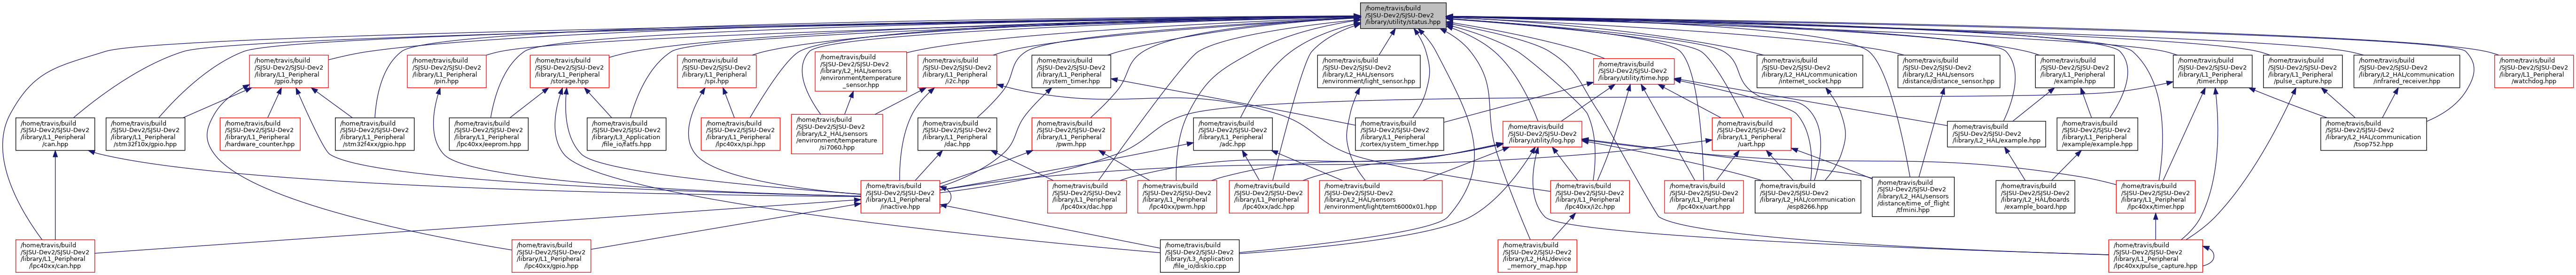 /home/travis/build
/SJSU-Dev2/SJSU-Dev2
/library/utility/status.hpp
/home/travis/build
/SJSU-Dev2/SJSU-Dev2
/library/L1_Peripheral
/gpio.hpp
/home/travis/build
/SJSU-Dev2/SJSU-Dev2
/library/L1_Peripheral
/pin.hpp
/home/travis/build
/SJSU-Dev2/SJSU-Dev2
/library/L1_Peripheral
/storage.hpp
/home/travis/build
/SJSU-Dev2/SJSU-Dev2
/library/L1_Peripheral
/spi.hpp
/home/travis/build
/SJSU-Dev2/SJSU-Dev2
/library/L2_HAL/sensors
/environment/temperature
_sensor.hpp
/home/travis/build
/SJSU-Dev2/SJSU-Dev2
/library/L1_Peripheral
/i2c.hpp
/home/travis/build
/SJSU-Dev2/SJSU-Dev2
/library/L1_Peripheral
/system_timer.hpp
/home/travis/build
/SJSU-Dev2/SJSU-Dev2
/library/L2_HAL/sensors
/environment/light_sensor.hpp
/home/travis/build
/SJSU-Dev2/SJSU-Dev2
/library/utility/time.hpp
/home/travis/build
/SJSU-Dev2/SJSU-Dev2
/library/L2_HAL/communication
/internet_socket.hpp
/home/travis/build
/SJSU-Dev2/SJSU-Dev2
/library/L2_HAL/sensors
/distance/distance_sensor.hpp
/home/travis/build
/SJSU-Dev2/SJSU-Dev2
/library/L1_Peripheral
/example.hpp
/home/travis/build
/SJSU-Dev2/SJSU-Dev2
/library/L1_Peripheral
/timer.hpp
/home/travis/build
/SJSU-Dev2/SJSU-Dev2
/library/L1_Peripheral
/pulse_capture.hpp
/home/travis/build
/SJSU-Dev2/SJSU-Dev2
/library/L2_HAL/communication
/infrared_receiver.hpp
/home/travis/build
/SJSU-Dev2/SJSU-Dev2
/library/L1_Peripheral
/watchdog.hpp
/home/travis/build
/SJSU-Dev2/SJSU-Dev2
/library/L1_Peripheral
/can.hpp
/home/travis/build
/SJSU-Dev2/SJSU-Dev2
/library/L1_Peripheral
/stm32f10x/gpio.hpp
/home/travis/build
/SJSU-Dev2/SJSU-Dev2
/library/L1_Peripheral
/hardware_counter.hpp
/home/travis/build
/SJSU-Dev2/SJSU-Dev2
/library/L1_Peripheral
/stm32f4xx/gpio.hpp
/home/travis/build
/SJSU-Dev2/SJSU-Dev2
/library/L1_Peripheral
/lpc40xx/eeprom.hpp
/home/travis/build
/SJSU-Dev2/SJSU-Dev2
/library/L3_Application
/file_io/fatfs.hpp
/home/travis/build
/SJSU-Dev2/SJSU-Dev2
/library/L1_Peripheral
/lpc40xx/spi.hpp
/home/travis/build
/SJSU-Dev2/SJSU-Dev2
/library/L2_HAL/sensors
/environment/temperature
/si7060.hpp
/home/travis/build
/SJSU-Dev2/SJSU-Dev2
/library/L1_Peripheral
/dac.hpp
/home/travis/build
/SJSU-Dev2/SJSU-Dev2
/library/L1_Peripheral
/pwm.hpp
/home/travis/build
/SJSU-Dev2/SJSU-Dev2
/library/L1_Peripheral
/adc.hpp
/home/travis/build
/SJSU-Dev2/SJSU-Dev2
/library/L1_Peripheral
/cortex/system_timer.hpp
/home/travis/build
/SJSU-Dev2/SJSU-Dev2
/library/utility/log.hpp
/home/travis/build
/SJSU-Dev2/SJSU-Dev2
/library/L1_Peripheral
/uart.hpp
/home/travis/build
/SJSU-Dev2/SJSU-Dev2
/library/L2_HAL/example.hpp
/home/travis/build
/SJSU-Dev2/SJSU-Dev2
/library/L1_Peripheral
/example/example.hpp
/home/travis/build
/SJSU-Dev2/SJSU-Dev2
/library/L2_HAL/communication
/tsop752.hpp
/home/travis/build
/SJSU-Dev2/SJSU-Dev2
/library/L1_Peripheral
/inactive.hpp
/home/travis/build
/SJSU-Dev2/SJSU-Dev2
/library/L1_Peripheral
/lpc40xx/dac.hpp
/home/travis/build
/SJSU-Dev2/SJSU-Dev2
/library/L1_Peripheral
/lpc40xx/pwm.hpp
/home/travis/build
/SJSU-Dev2/SJSU-Dev2
/library/L1_Peripheral
/lpc40xx/adc.hpp
/home/travis/build
/SJSU-Dev2/SJSU-Dev2
/library/L2_HAL/sensors
/environment/light/temt6000x01.hpp
/home/travis/build
/SJSU-Dev2/SJSU-Dev2
/library/L1_Peripheral
/lpc40xx/i2c.hpp
/home/travis/build
/SJSU-Dev2/SJSU-Dev2
/library/L1_Peripheral
/lpc40xx/uart.hpp
/home/travis/build
/SJSU-Dev2/SJSU-Dev2
/library/L2_HAL/communication
/esp8266.hpp
/home/travis/build
/SJSU-Dev2/SJSU-Dev2
/library/L2_HAL/sensors
/distance/time_of_flight
/tfmini.hpp
/home/travis/build
/SJSU-Dev2/SJSU-Dev2
/library/L2_HAL/boards
/example_board.hpp
/home/travis/build
/SJSU-Dev2/SJSU-Dev2
/library/L1_Peripheral
/lpc40xx/timer.hpp
/home/travis/build
/SJSU-Dev2/SJSU-Dev2
/library/L1_Peripheral
/lpc40xx/can.hpp
/home/travis/build
/SJSU-Dev2/SJSU-Dev2
/library/L1_Peripheral
/lpc40xx/gpio.hpp
/home/travis/build
/SJSU-Dev2/SJSU-Dev2
/library/L3_Application
/file_io/diskio.cpp
/home/travis/build
/SJSU-Dev2/SJSU-Dev2
/library/L2_HAL/device
_memory_map.hpp
/home/travis/build
/SJSU-Dev2/SJSU-Dev2
/library/L1_Peripheral
/lpc40xx/pulse_capture.hpp